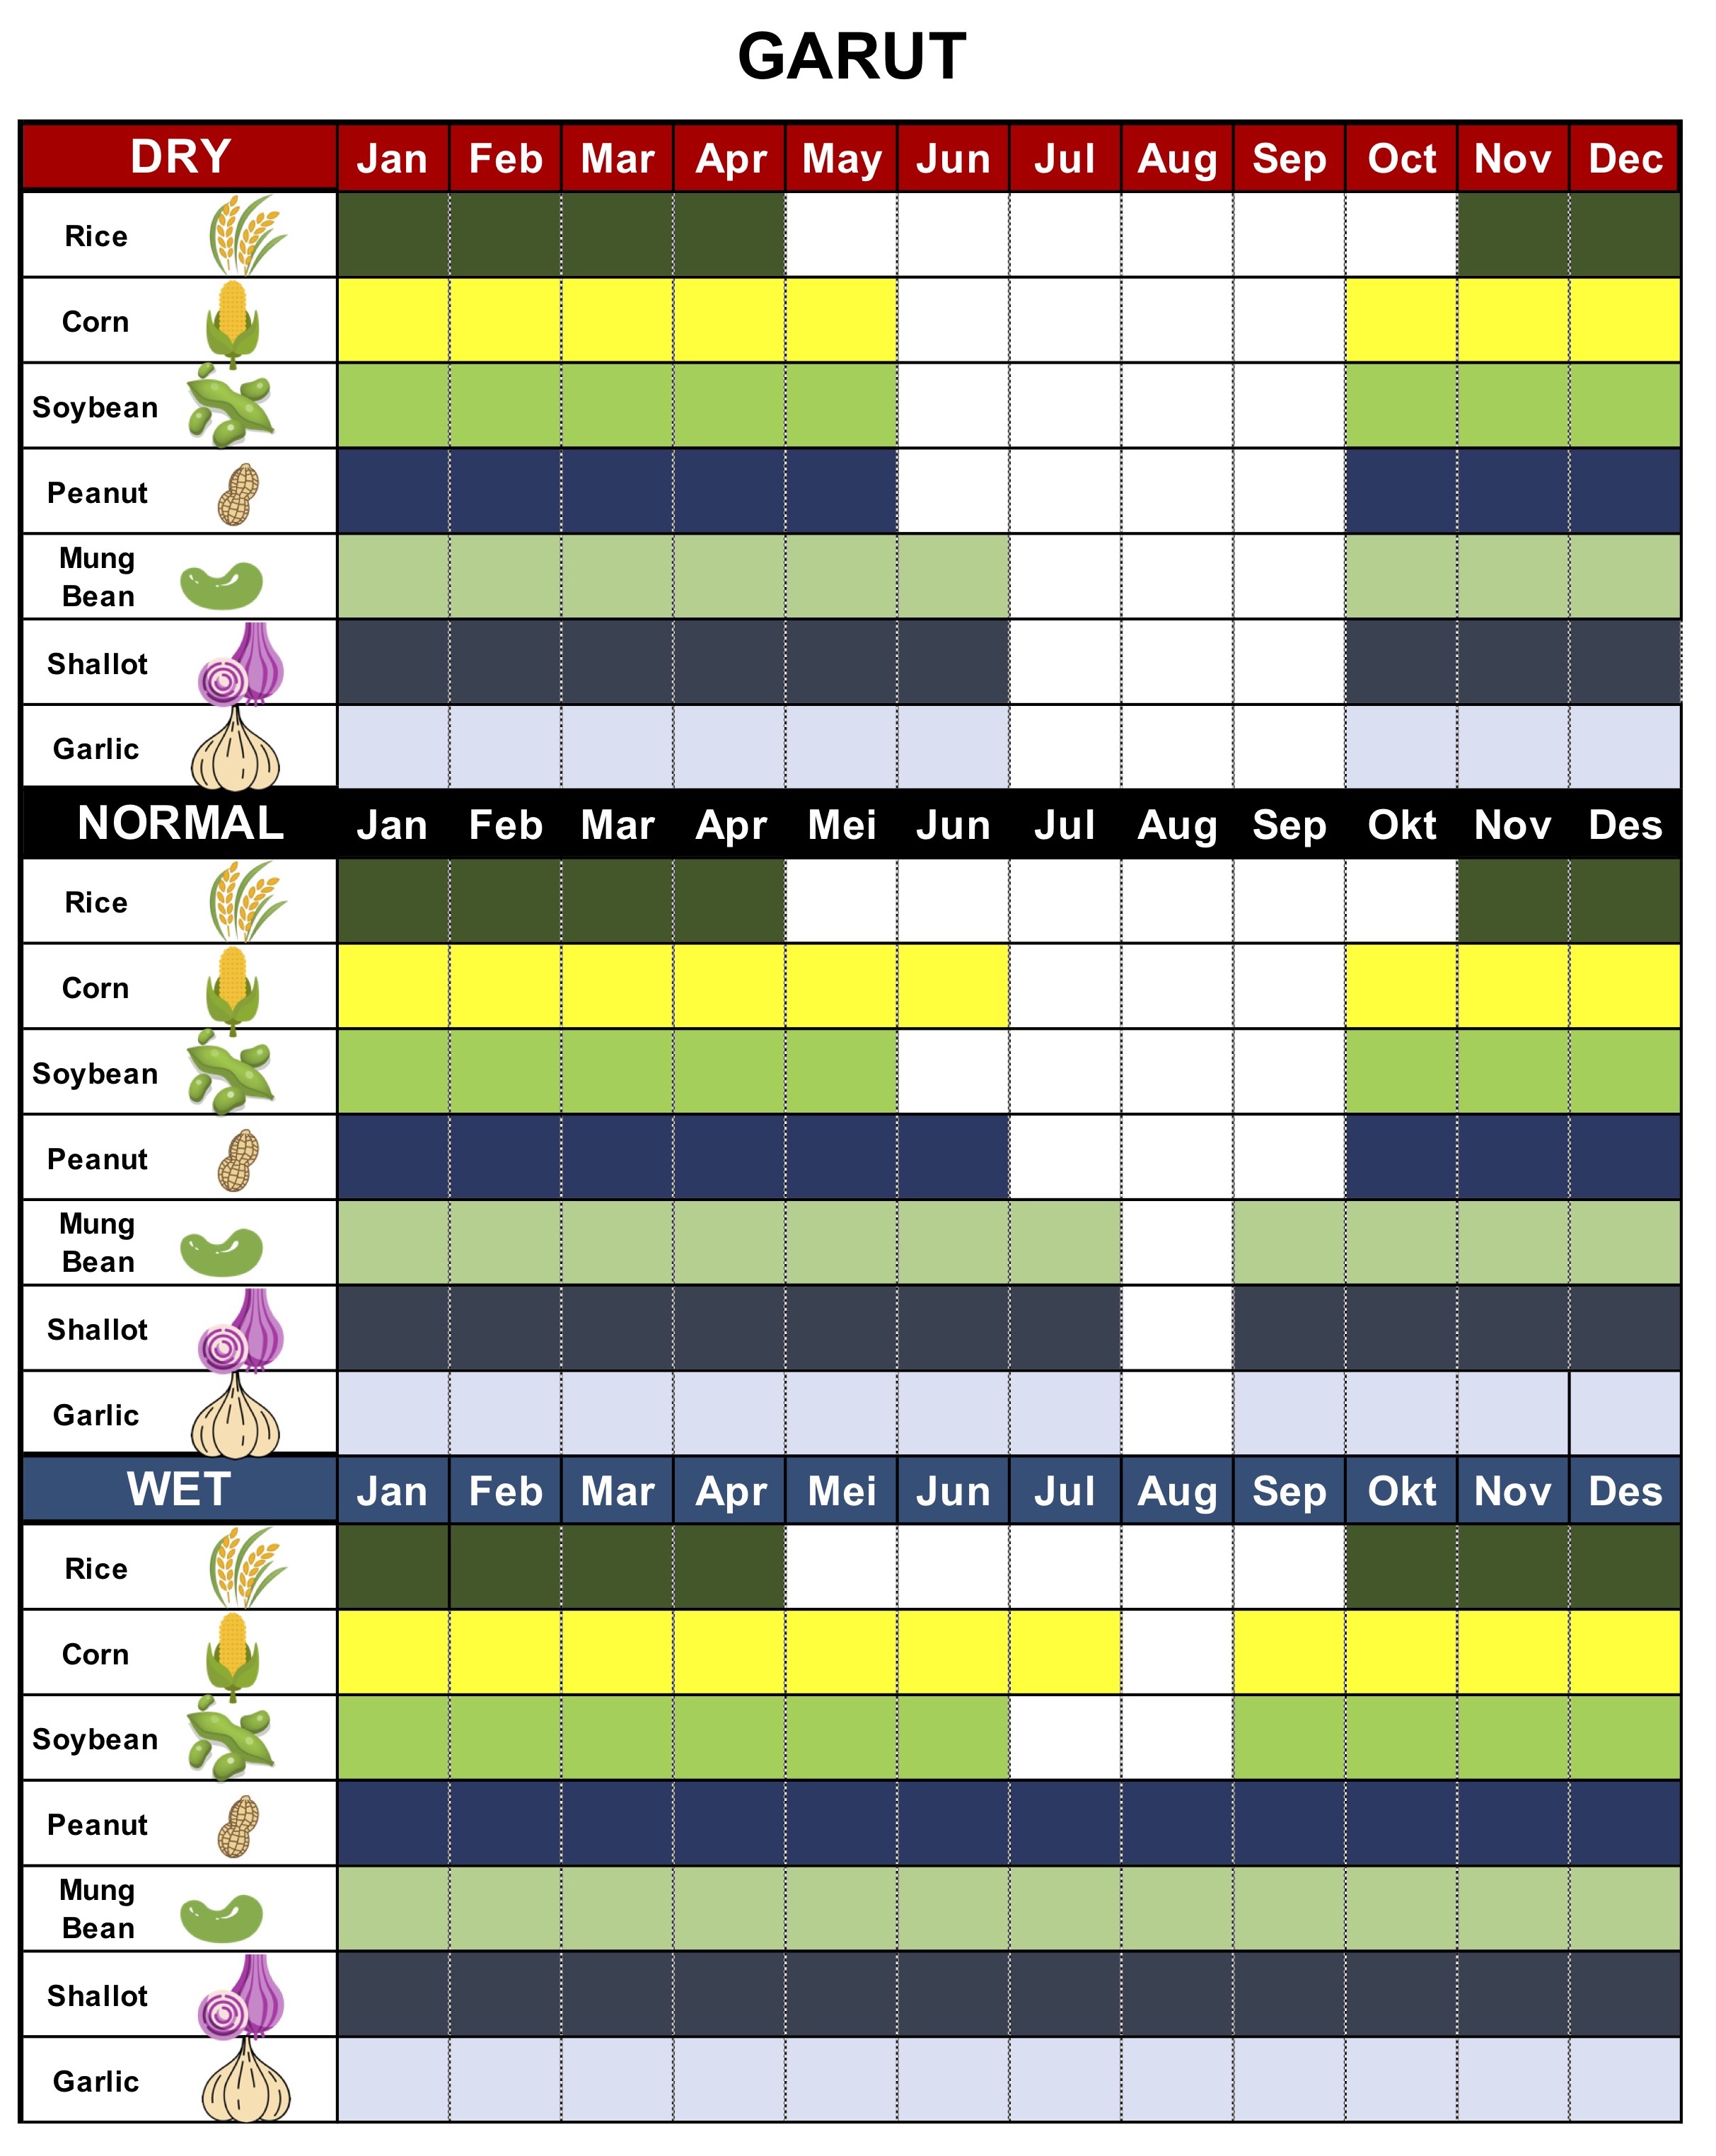 GARUT
DRY Jan Feb Mar Apr May Jun Jul Aug Sep Oct Nov Dec
Rice
Corn
Soybean
Peanut
Mung
Bean
Shallot
Garlic
NORMAL Jan Feb Mar Apr Mei Jun Jul Aug Sep Okt Nov Des
Rice
Corn
Soybean
Peanut
Mung
Bean
Shallot
Garlic
WET Jan Feb Mar Apr Mei Jun Jul Aug Sep Okt Nov Des
Rice
Corn
Soybean
Peanut
Mung
Bean
Shallot
Garlic